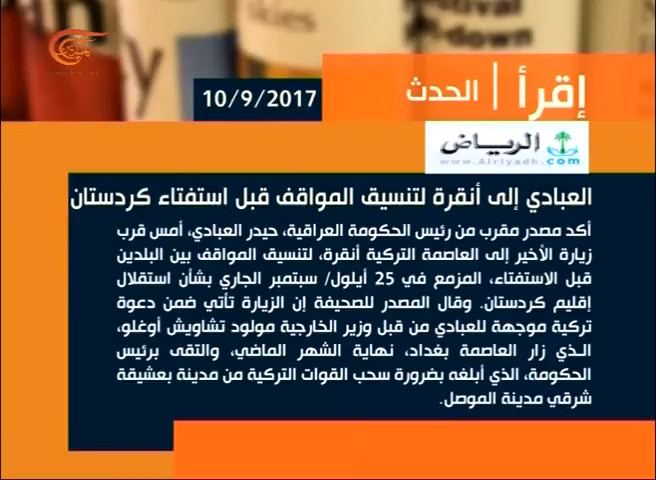 الميادين
إقرأ | الحدث
10/9/2017
الرياض
www.Alriyadh.com
العبادي إلى أنقرة لتنسيق المواقف قبل استفتاء كردستان
أكد مصدر مقرب من رئيس الحكومة العراقية، حيدر العبادي، أمس قرب
زيارة الأخير إلى العاصمة التركية أنقرة، لتنسيق المواقف بين البلدين
قبل الاستفتاء، المزمع في 25 أيلول/ سبتمبر الجاري بشأن استقلال
إقليم كردستان. وقال المصدر للصحيفة إن الزيارة تأتي ضمن دعوة
تركية موجهة للعبادي من قبل وزير الخارجية مولود تشاويش أوغلو،
الـذي زار العاصمة بغداد، نهاية الشهر الماضي، والتقى برئيس
الحكومة، الذي أبلغه بضرورة سحب القوات التركية من مدينة بعشيقة
شرقي مدينة الموصل.